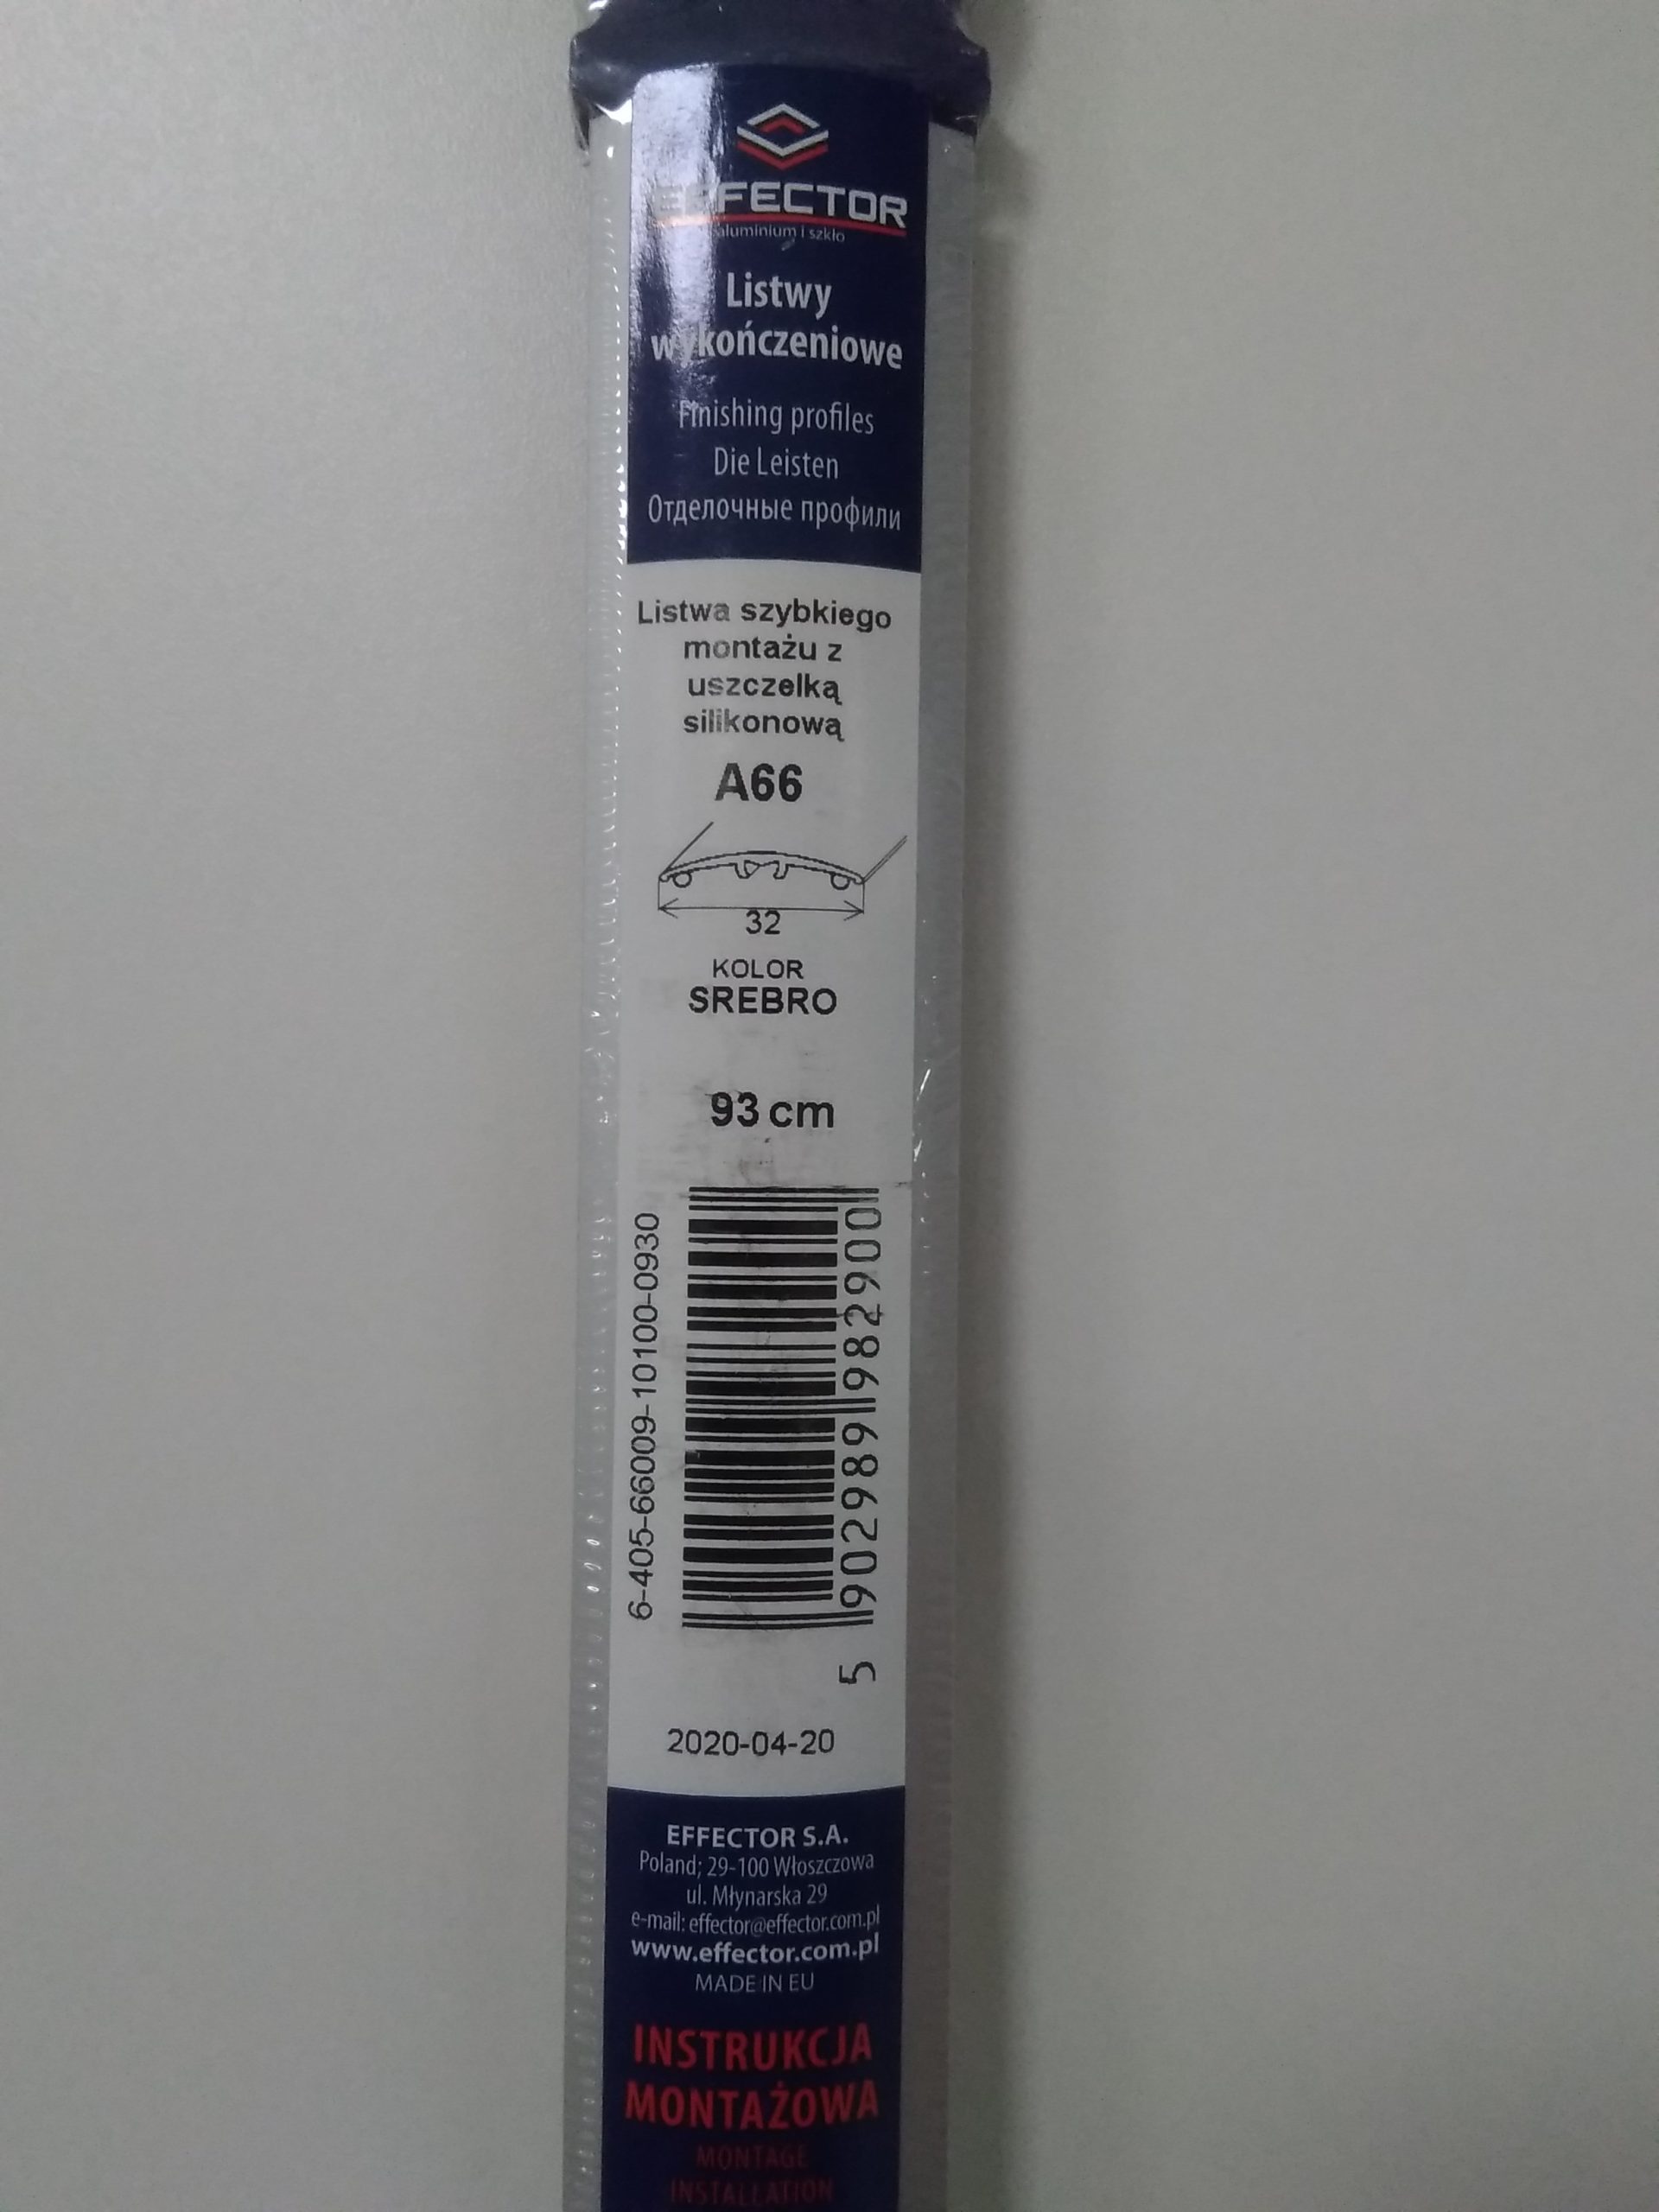 EFFECTOR
aluminium i szkło
Listwy
wykończeniowe
Finishing profiles
Die Leisten
Отделочные профили
Listwa szybkiego
montażu z
uszczelką
silikonową
A66
32
KOLOR
SREBRO
93 cm
6-405-66009-10100-0930
5 902989 982900
2020-04-20
EFFECTOR S.A.
Poland; 29-100 Włoszczowa
ul. Młynarska 29
e-mail: effector@effector.com.pl
www.effector.com.pl
MADE IN EU
INSTRUKCJA
MONTAŻOWA
MONTAGE
INSTALLATION